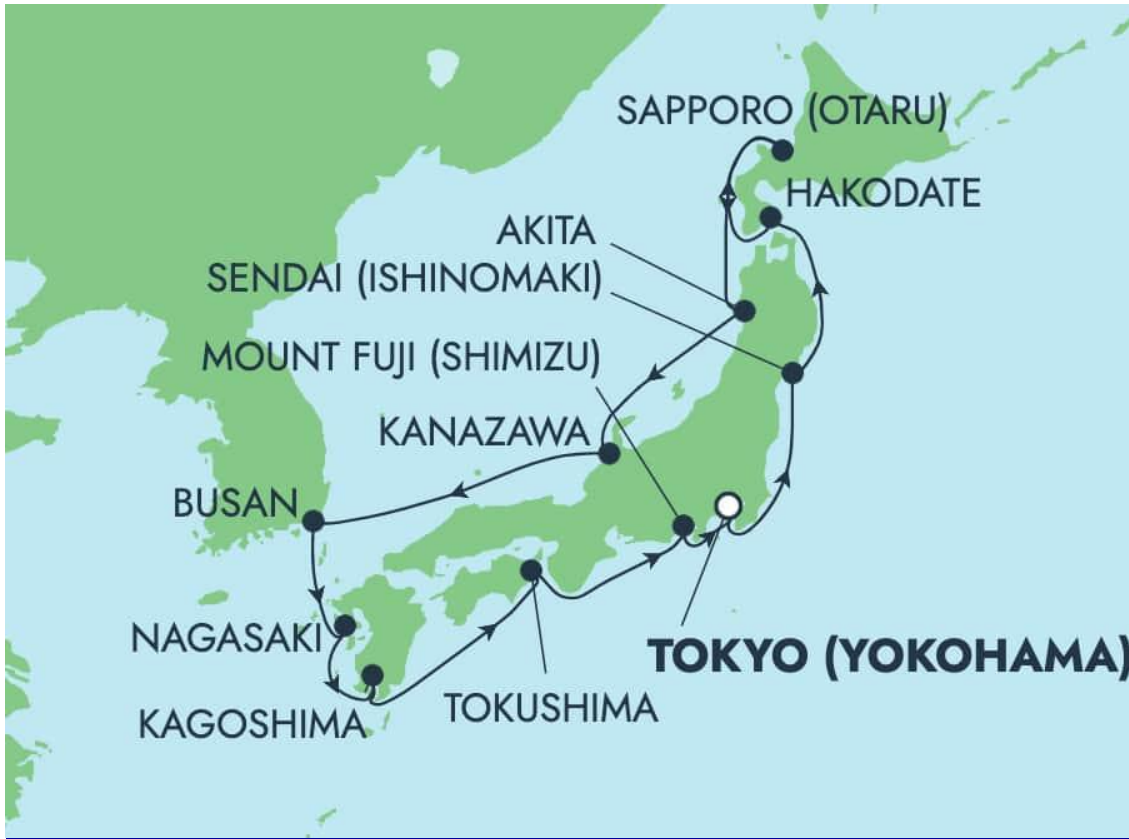 SAPPORO (OTARU)
HAKODATE
AKITA
SENDAI (ISHINOMAKI)
MOUNT FUJI (SHIMIZU)
KANAZAWA
BUSAN
NAGASAKI
TOKYO (YOKOHAMA)
TOKUSHIMA
KAGOSHIMA